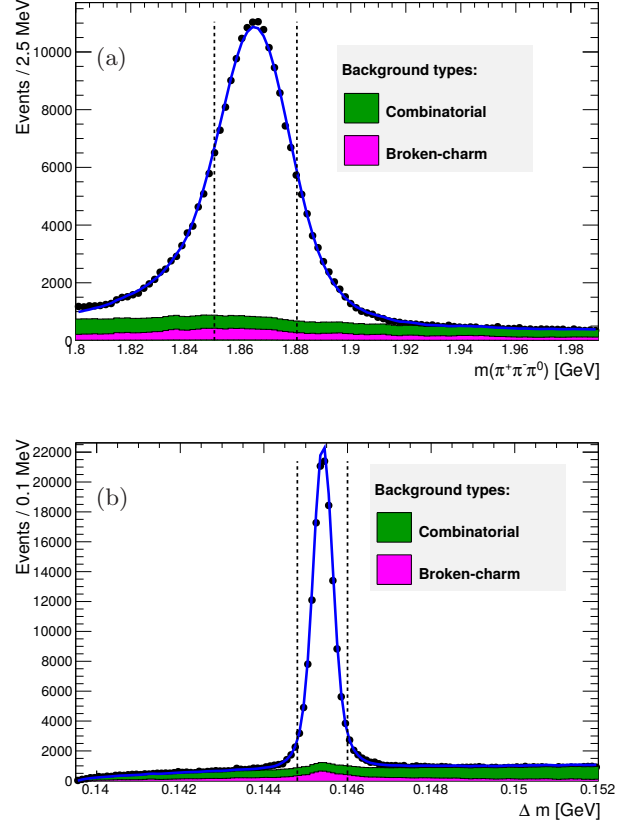 Events / 2.5 MeV
10000
8000
6000
4000
2000
0
(a)
Background types:
Combinatorial
Broken-charm
1.8 1.82 1.84 1.86 1.88 1.9 1.92 1.94 1.96 1.98
m(π⁺π⁻π⁰) [GeV]
Events / 0.1 MeV
22000
20000
18000
16000
14000
12000
10000
8000
6000
4000
2000
0
(b)
Background types:
Combinatorial
Broken-charm
0.14 0.142 0.144 0.146 0.148 0.15 0.152
Δ m [GeV]